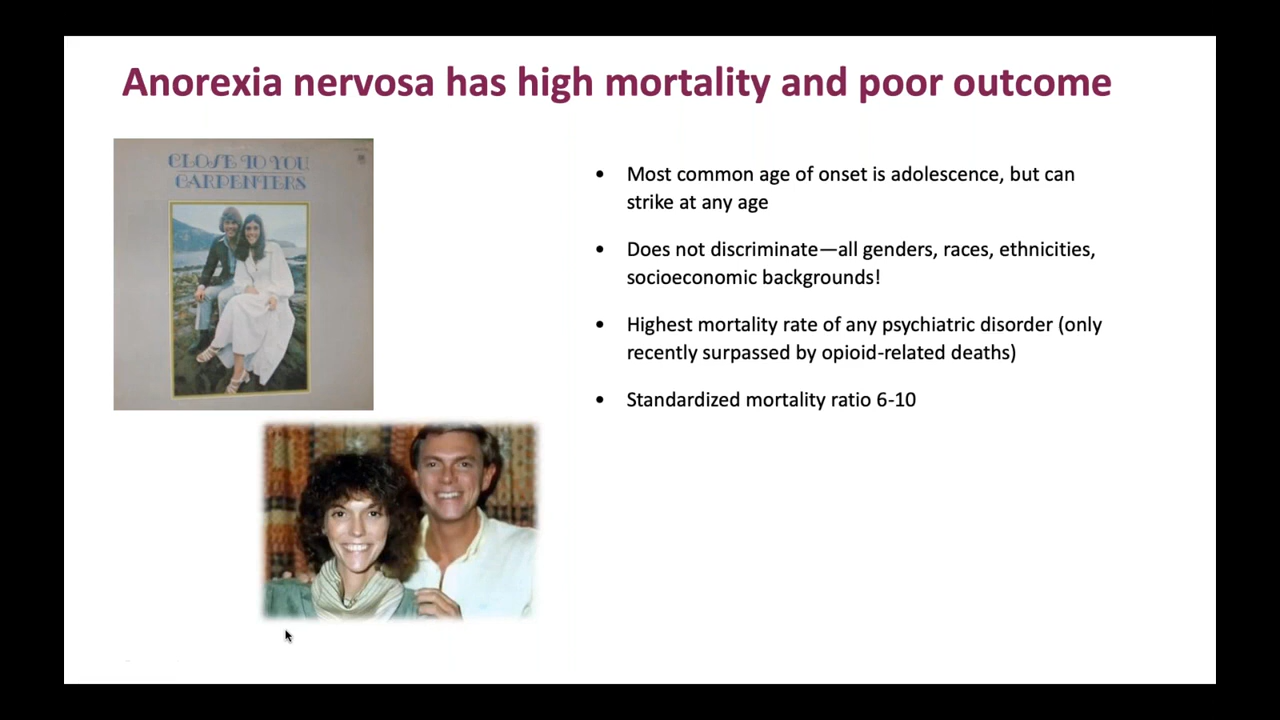 Anorexia nervosa has high mortality and poor outcome
CLOSE TO YOU
CARPENTERS
• Most common age of onset is adolescence, but can
strike at any age
• Does not discriminate—all genders, races, ethnicities,
socioeconomic backgrounds!
• Highest mortality rate of any psychiatric disorder (only
recently surpassed by opioid-related deaths)
• Standardized mortality ratio 6-10